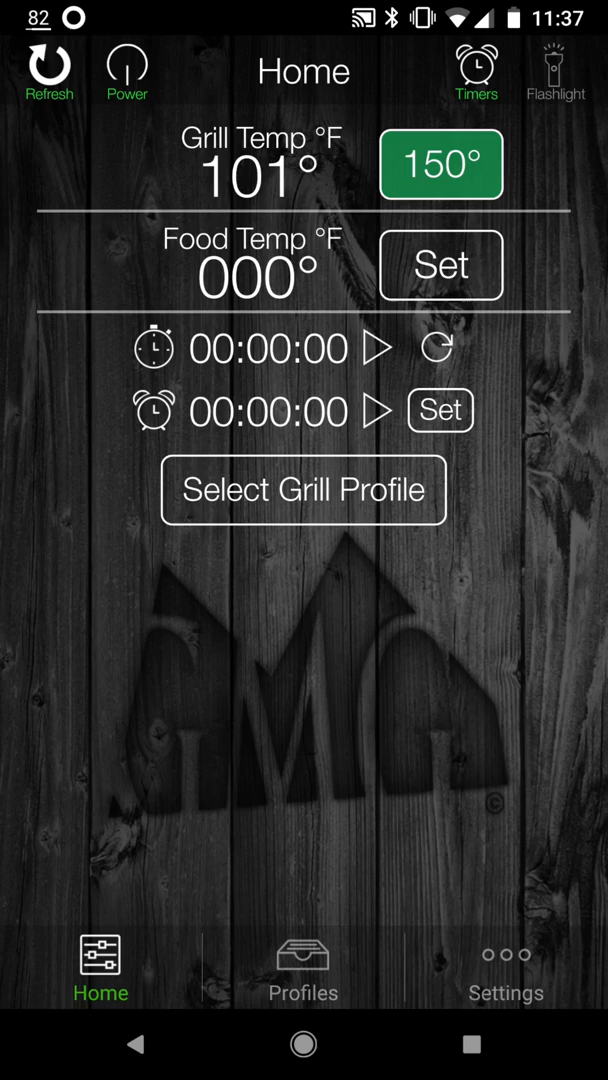 82 11:37
Refresh Power Home Timers Flashlight
Grill Temp °F
101° 150°
Food Temp °F
000° Set
00:00:00
00:00:00 Set
Select Grill Profile
GMG
©
Home Profiles Settings